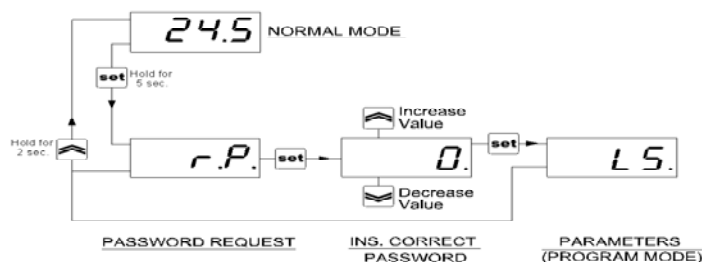 24.5 NORMAL MODE
set Hold for
5 sec.
Hold for
2 sec.
Increase
Value
r.P. set 0. set LS.
Decrease
Value
PASSWORD REQUEST INS. CORRECT PARAMETERS
PASSWORD (PROGRAM MODE)